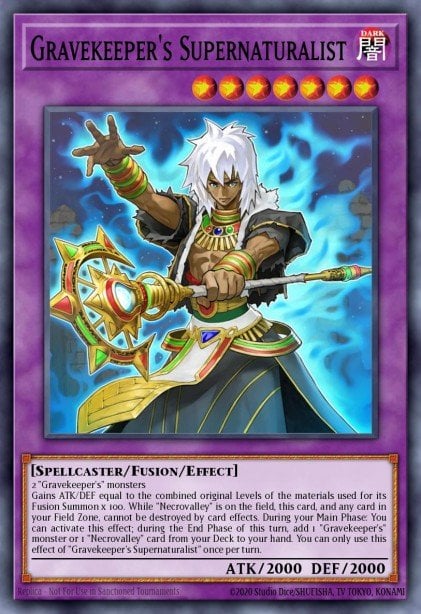 Gravekeeper's Supernaturalist
DARK
闇
[Spellcaster/Fusion/Effect]
2 "Gravekeeper's" monsters
Gains ATK/DEF equal to the combined original Levels of the materials used for its
Fusion Summon x 100. While "Necrovalley" is on the field, this card, and any card in
your Field Zone, cannot be destroyed by card effects. During your Main Phase: You
can activate this effect; during the End Phase of this turn, add 1 "Gravekeeper's"
monster or 1 "Necrovalley" card from your Deck to your hand. You can only use this
effect of "Gravekeeper's Supernaturalist" once per turn.
ATK/2000 DEF/2000
Replica - Not For Use in Sanctioned Tournaments
©2020 Studio Dice/SHUEISHA, TV TOKYO, KONAMI